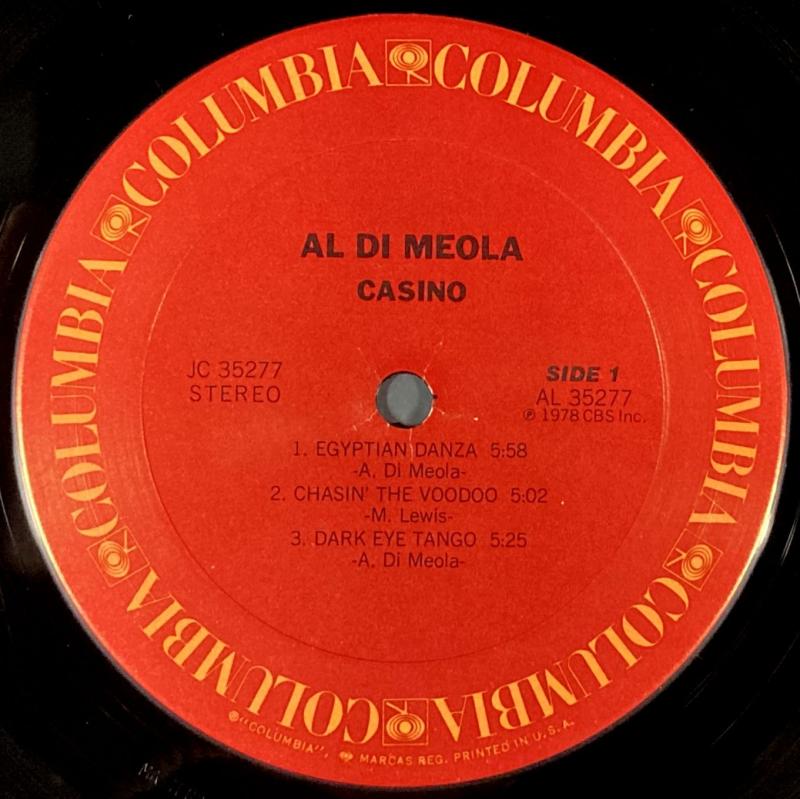 COLUMBIA COLUMBIA COLUMBIA COLUMBIA COLUMBIA COLUMBIA COLUMBIA COLUMBIA
AL DI MEOLA
CASINO
JC 35277
STEREO
SIDE 1
AL 35277
℗ 1978 CBS Inc.
1. EGYPTIAN DANZA 5:58
-A. Di Meola-
2. CHASIN' THE VOODOO 5:02
-M. Lewis-
3. DARK EYE TANGO 5:25
-A. Di Meola-
®"COLUMBIA", MARCAS REG. PRINTED IN U.S.A.